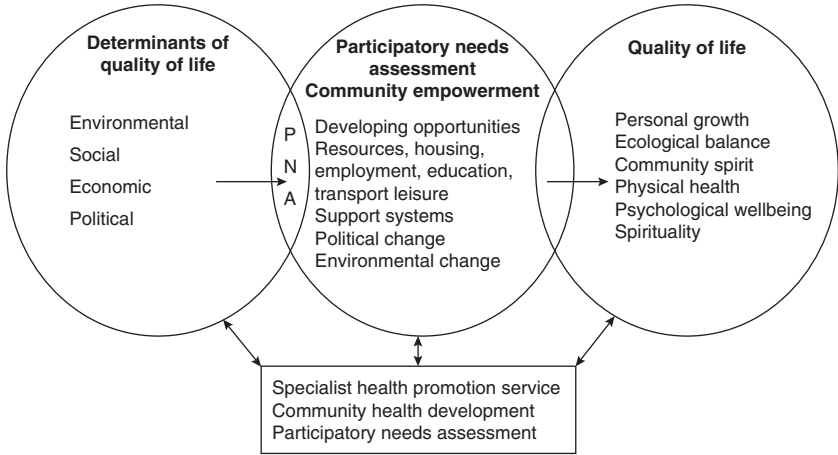 Determinants of
quality of life
Environmental
Social
Economic
Political
P
N
A
Participatory needs
assessment
Community empowerment
Developing opportunities
Resources, housing,
employment, education,
transport leisure
Support systems
Political change
Environmental change
Quality of life
Personal growth
Ecological balance
Community spirit
Physical health
Psychological wellbeing
Spirituality
Specialist health promotion service
Community health development
Participatory needs assessment